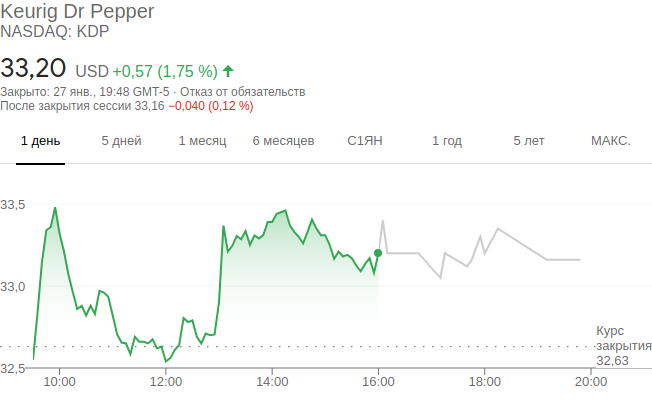 Keurig Dr Pepper
NASDAQ: KDP
33,20 USD +0,57 (1,75 %)
Закрыто: 27 янв., 19:48 GMT-5 · Отказ от обязательств
После закрытия сессии 33,16 −0,040 (0,12 %)
1 день 5 дней 1 месяц 6 месяцев С1ЯН 1 год 5 лет МАКС.
33,5
33,0
Курс
закрытия
32,63
32,5
10:00 12:00 14:00 16:00 18:00 20:00